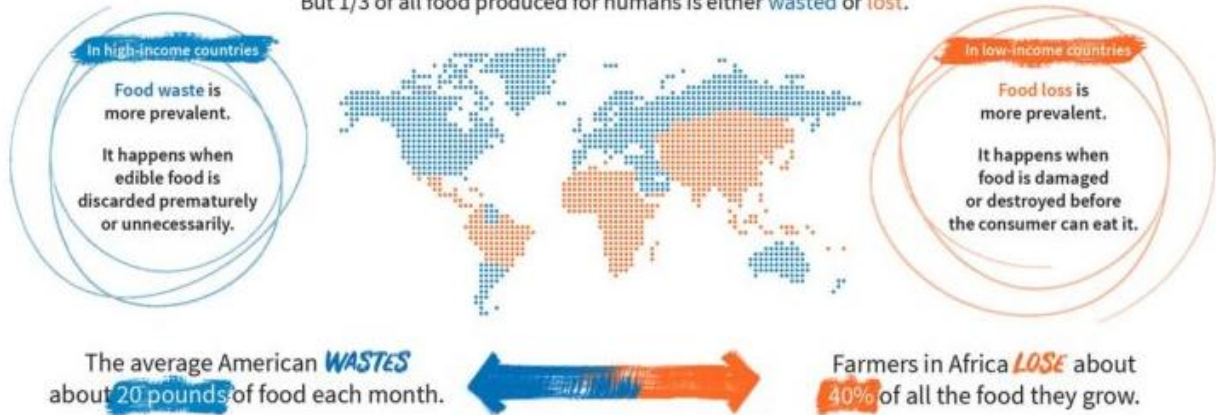 But 1/3 of all food produced for humans is either wasted or lost.
In high-income countries
Food waste is
more prevalent.
It happens when
edible food is
discarded prematurely
or unnecessarily.
In low-income countries
Food loss is
more prevalent.
It happens when
food is damaged
or destroyed before
the consumer can eat it.
The average American WASTES
about 20 pounds of food each month.
Farmers in Africa LOSE about
40% of all the food they grow.